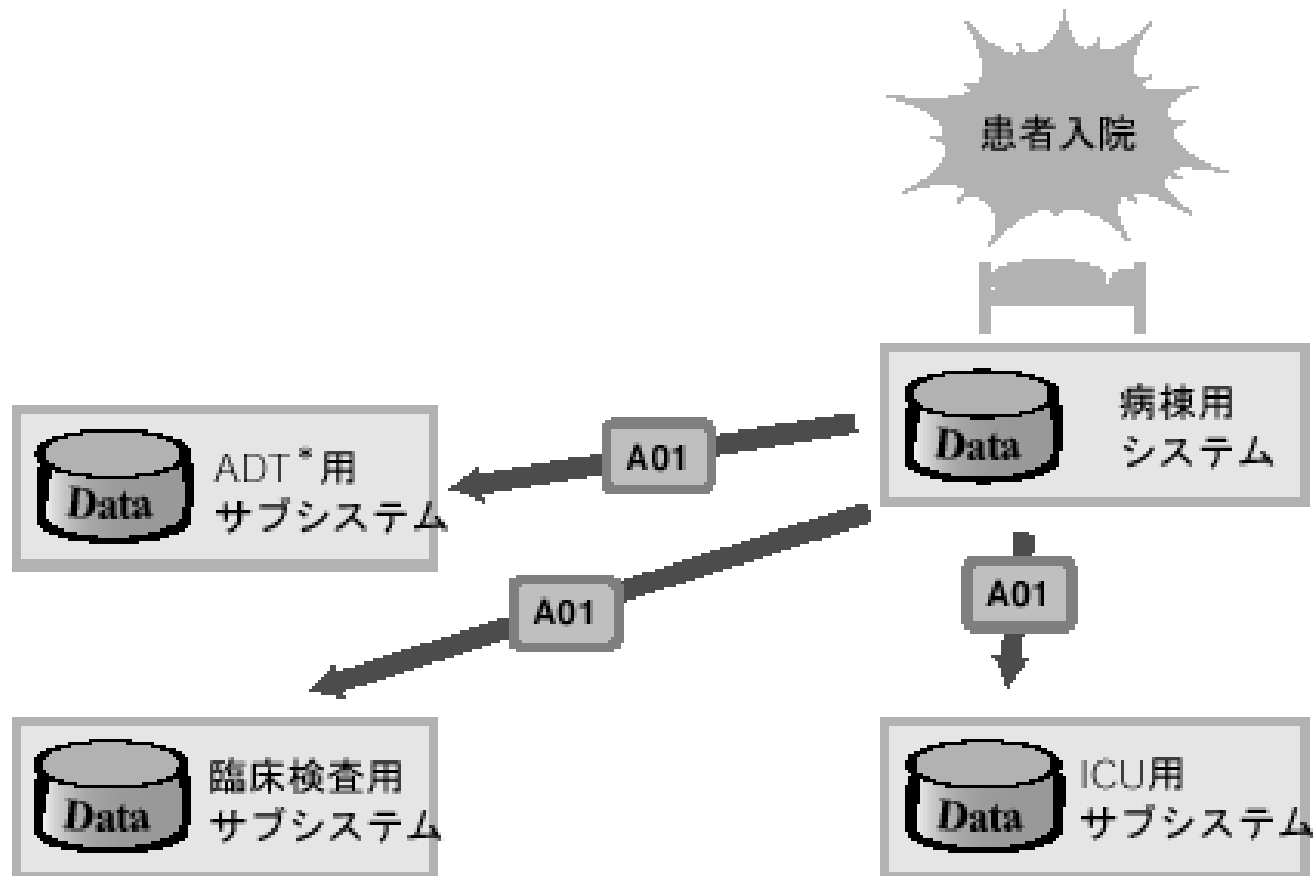 患者入院
Data
病棟用
システム
A01
Data
ADT*用
サブシステム
A01
A01
Data
臨床検査用
サブシステム
Data
ICU用
サブシステム